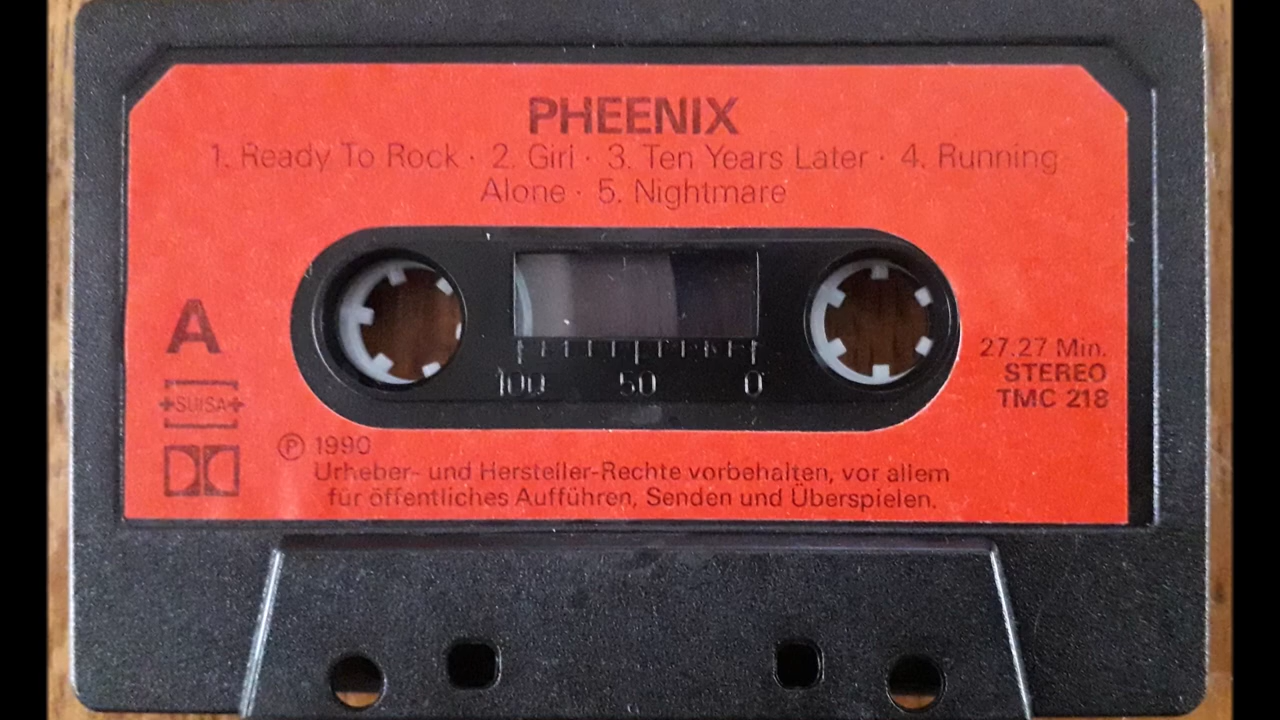 PHEENIX
1. Ready To Rock · 2. Girl · 3. Ten Years Later · 4. Running
Alone · 5. Nightmare
A
SUISA
100 50 0
27.27 Min.
STEREO
TMC 218
Ⓟ 1990
Urheber- und Hersteller-Rechte vorbehalten, vor allem
für öffentliches Aufführen, Senden und Überspielen.